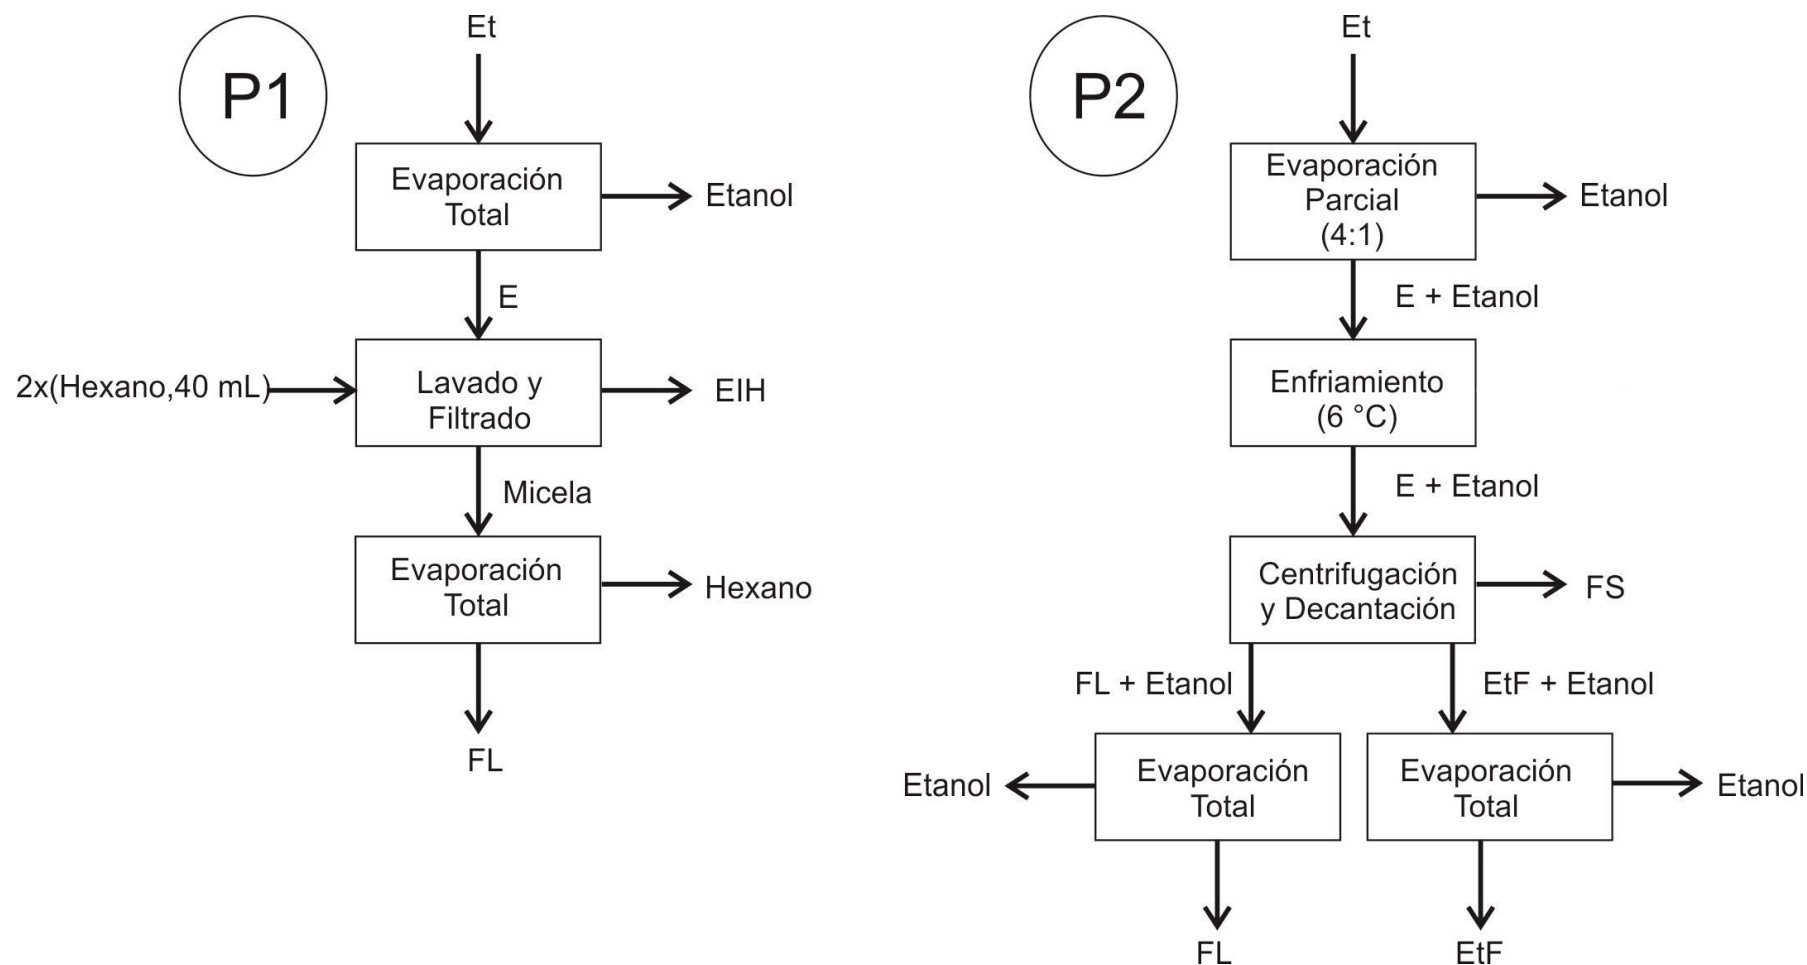 P1
Et
Evaporación
Total
Etanol
E
2x(Hexano,40 mL)
Lavado y
Filtrado
EIH
Micela
Evaporación
Total
Hexano
FL
P2
Et
Evaporación
Parcial
(4:1)
Etanol
E + Etanol
Enfriamiento
(6 °C)
E + Etanol
Centrifugación
y Decantación
FS
FL + Etanol
EtF + Etanol
Etanol
Evaporación
Total
Evaporación
Total
Etanol
FL
EtF